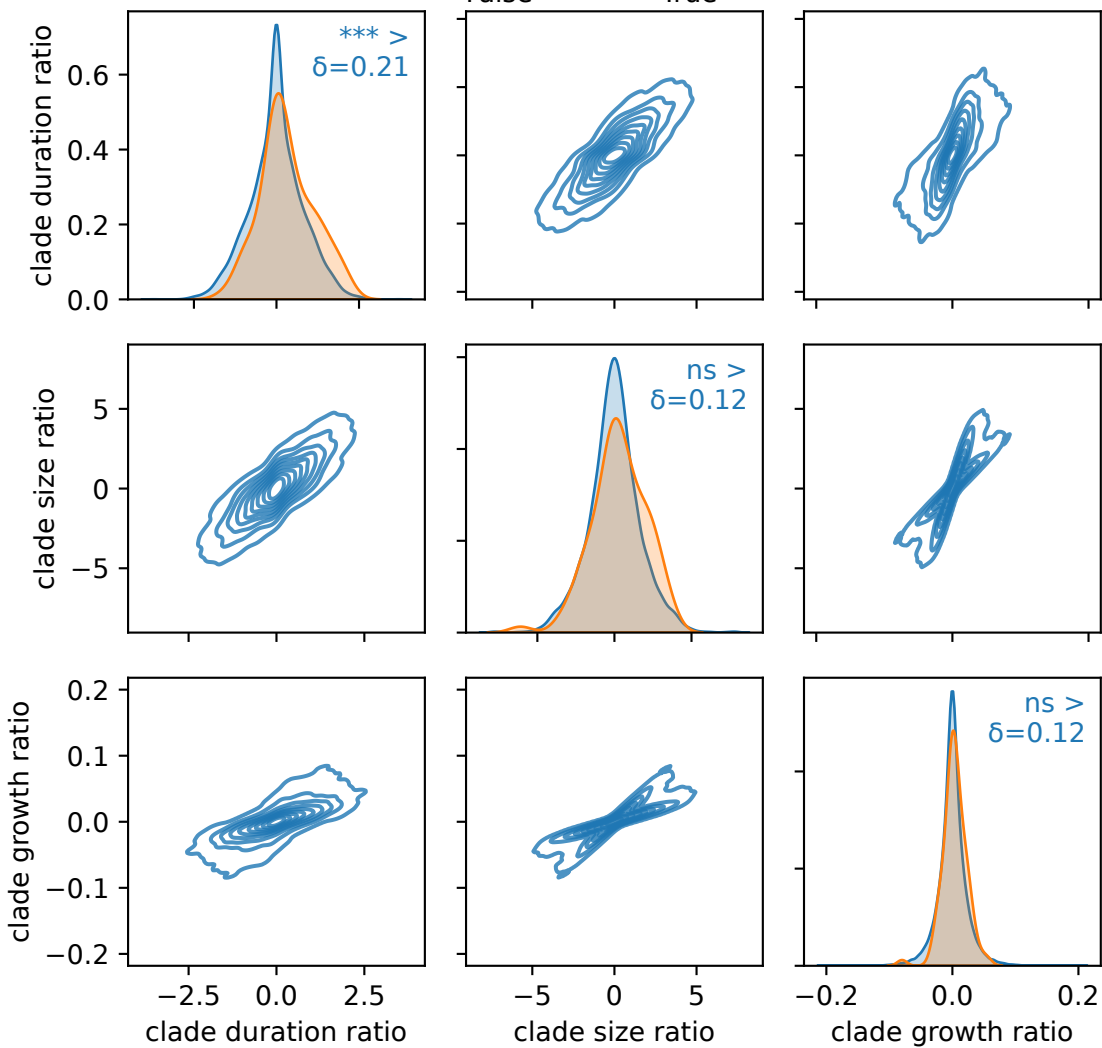 clade duration ratio
0.6
0.4
0.2
0.0
*** >
δ=0.21
clade size ratio
5
0
−5
ns >
δ=0.12
clade growth ratio
0.2
0.1
0.0
−0.1
−0.2
ns >
δ=0.12
−2.5 0.0 2.5
−5 0 5
−0.2 0.0 0.2
clade duration ratio
clade size ratio
clade growth ratio